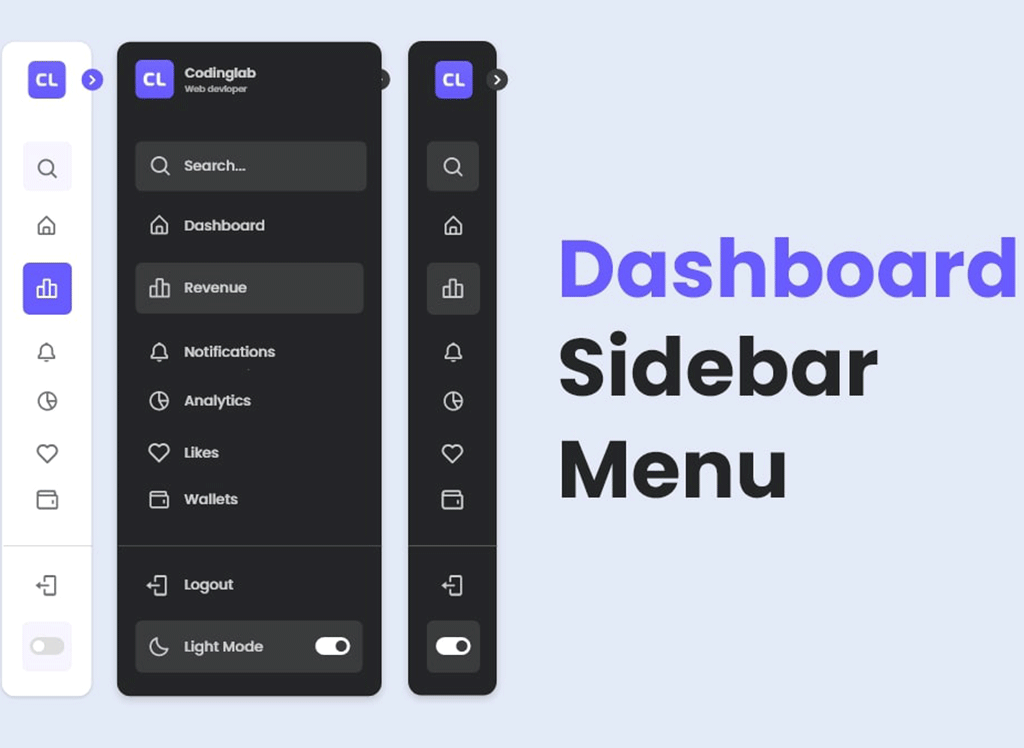 CL
CL
Codinglab
Web devloper
Search...
Dashboard
Revenue
Notifications
Analytics
Likes
Wallets
Logout
Light Mode
CL
Dashboard
Sidebar
Menu